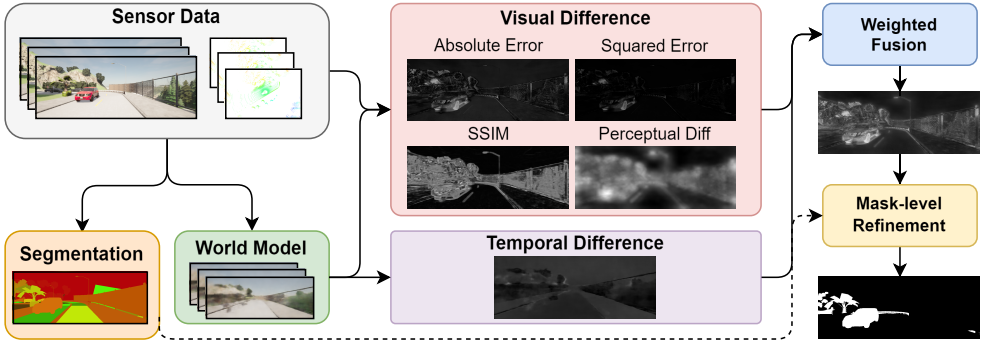 Sensor Data
Visual Difference
Absolute Error
Squared Error
SSIM
Perceptual Diff
Weighted
Fusion
Mask-level
Refinement
Segmentation
World Model
Temporal Difference